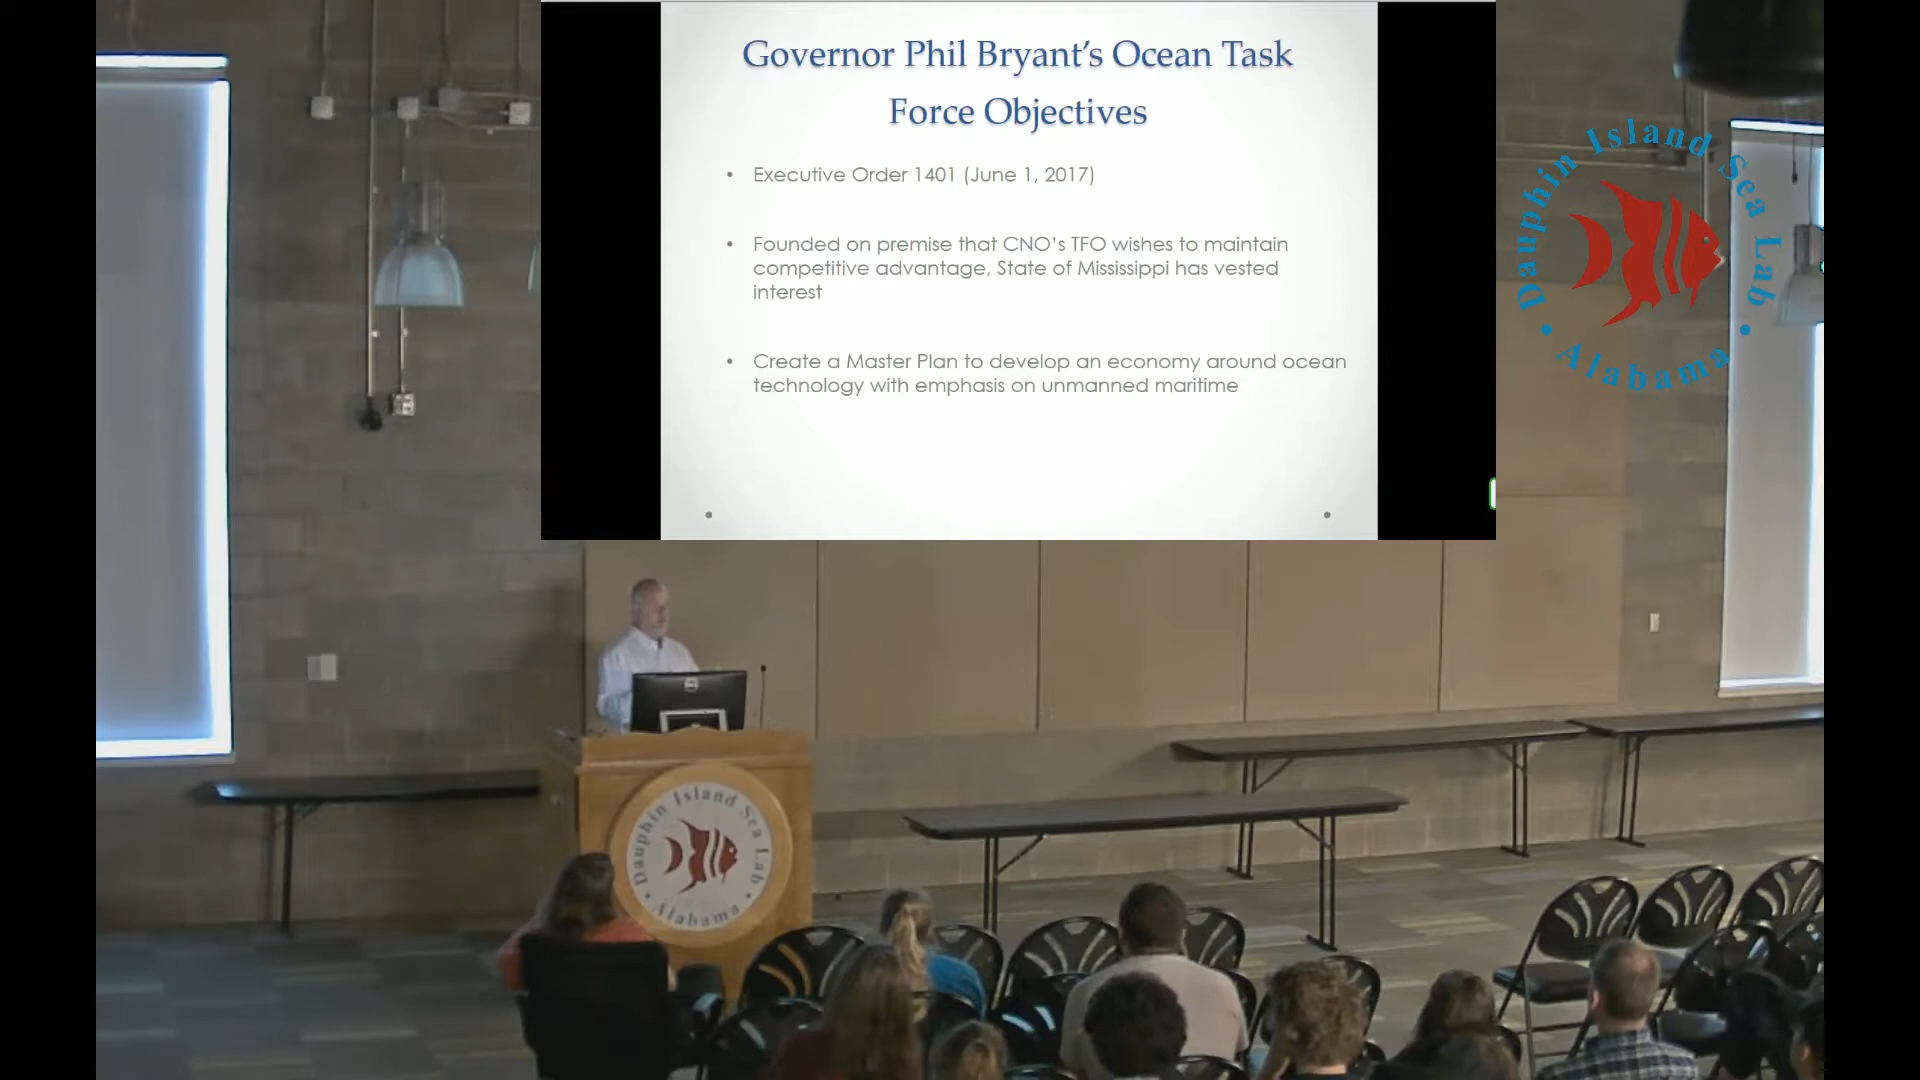 Governor Phil Bryant's Ocean Task
Force Objectives
• Executive Order 1401 (June 1, 2017)
• Founded on premise that CNO's TFO wishes to maintain
competitive advantage, State of Mississippi has vested
interest
• Create a Master Plan to develop an economy around ocean
technology with emphasis on unmanned maritime
Dauphin Island Sea Lab
• Alabama •
DELL
Dauphin Island Sea Lab
• Alabama •